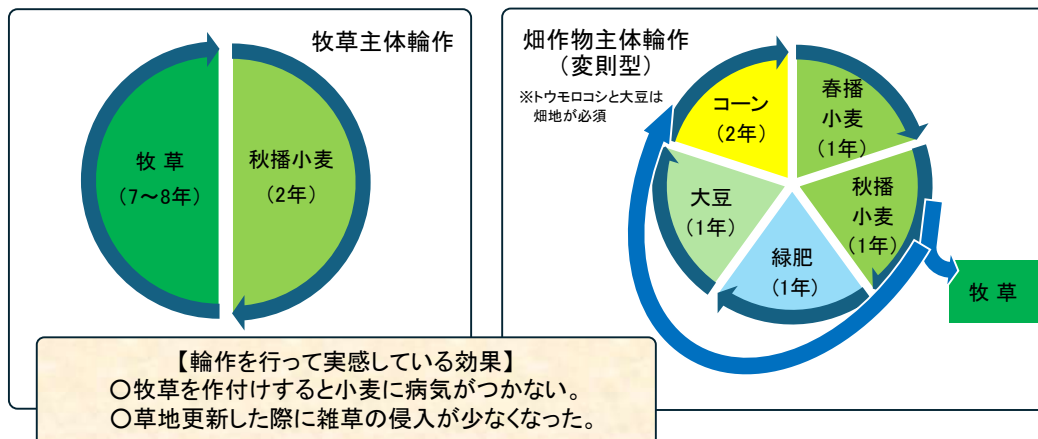 牧草主体輪作
牧 草
(7～8年)
秋播小麦
(2年)
畑作物主体輪作
(変則型)
※トウモロコシと大豆は
畑地が必須
コーン
(2年)
春播
小麦
(1年)
秋播
小麦
(1年)
緑肥
(1年)
大豆
(1年)
牧 草
【輪作を行って実感している効果】
○牧草を作付けすると小麦に病気がつかない。
○草地更新した際に雑草の侵入が少なくなった。